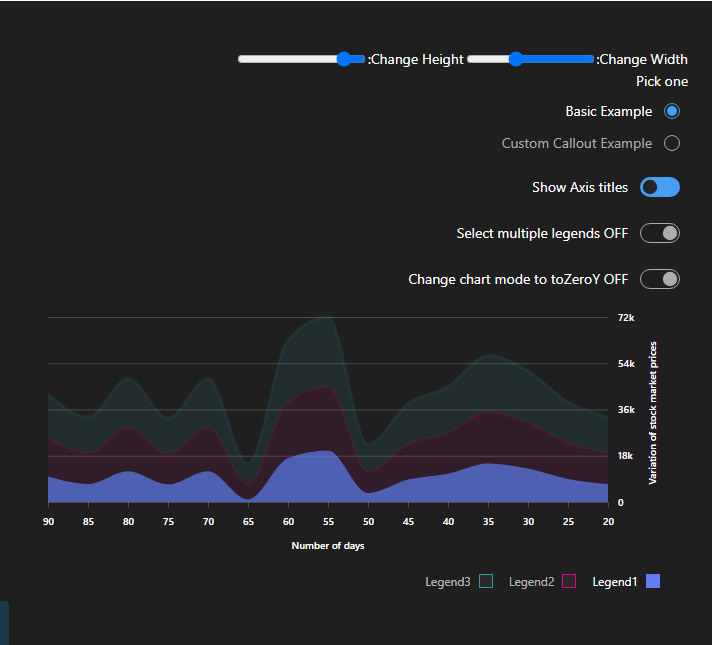 :Change Height :Change Width
Pick one
Basic Example
Custom Callout Example
Show Axis titles
Select multiple legends OFF
Change chart mode to toZeroY OFF
72k
54k
36k
18k
0
Variation of stock market prices
90 85 80 75 70 65 60 55 50 45 40 35 30 25 20
Number of days
Legend3 Legend2 Legend1